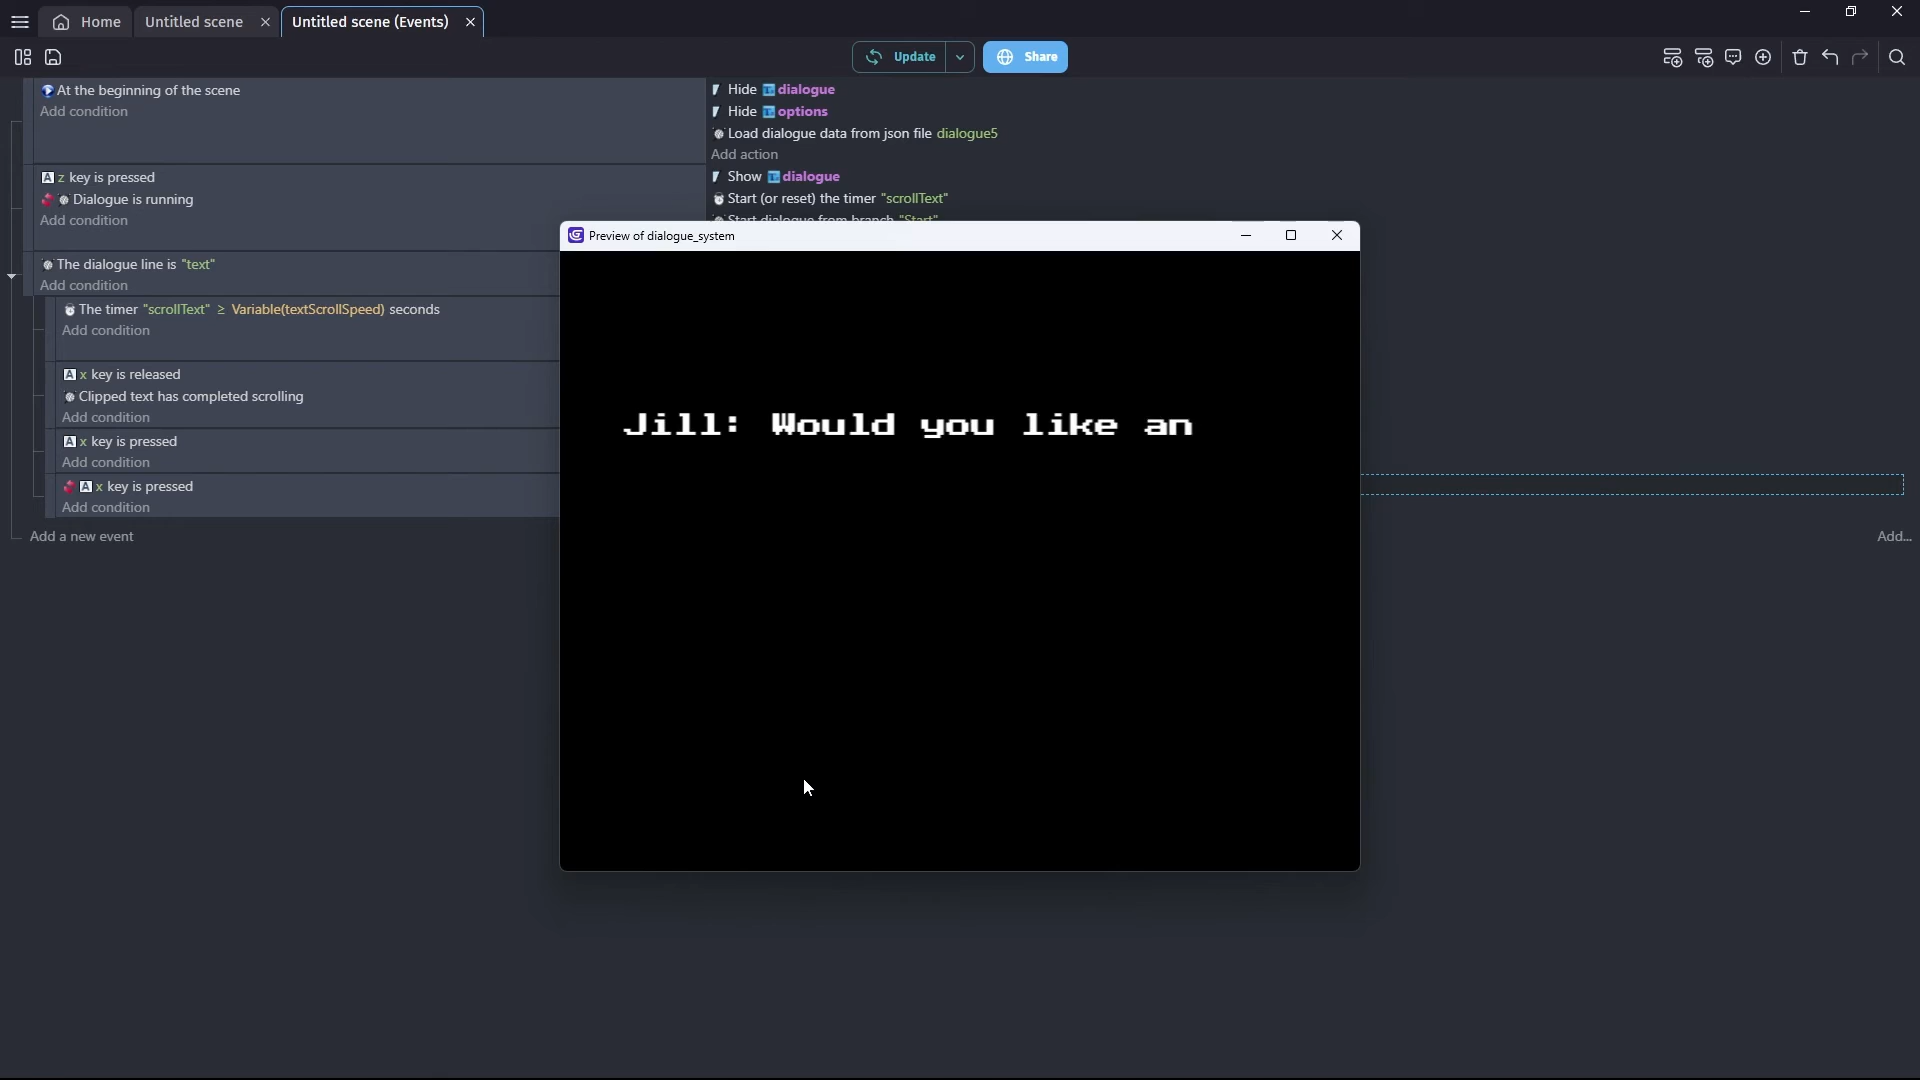 Home
Untitled scene
Untitled scene (Events)
Update
Share
At the beginning of the scene
Add condition
Hide dialogue
Hide options
Load dialogue data from json file dialogue5
Add action
z key is pressed
Dialogue is running
Add condition
Show dialogue
Start (or reset) the timer "scrollText"
Start dialogue from branch "Start"
The dialogue line is "text"
Add condition
The timer "scrollText" ≥ Variable(textScrollSpeed) seconds
Add condition
x key is released
Clipped text has completed scrolling
Add condition
x key is pressed
Add condition
x key is pressed
Add condition
Add a new event
Add...
Preview of dialogue_system
Jill: Would you like an